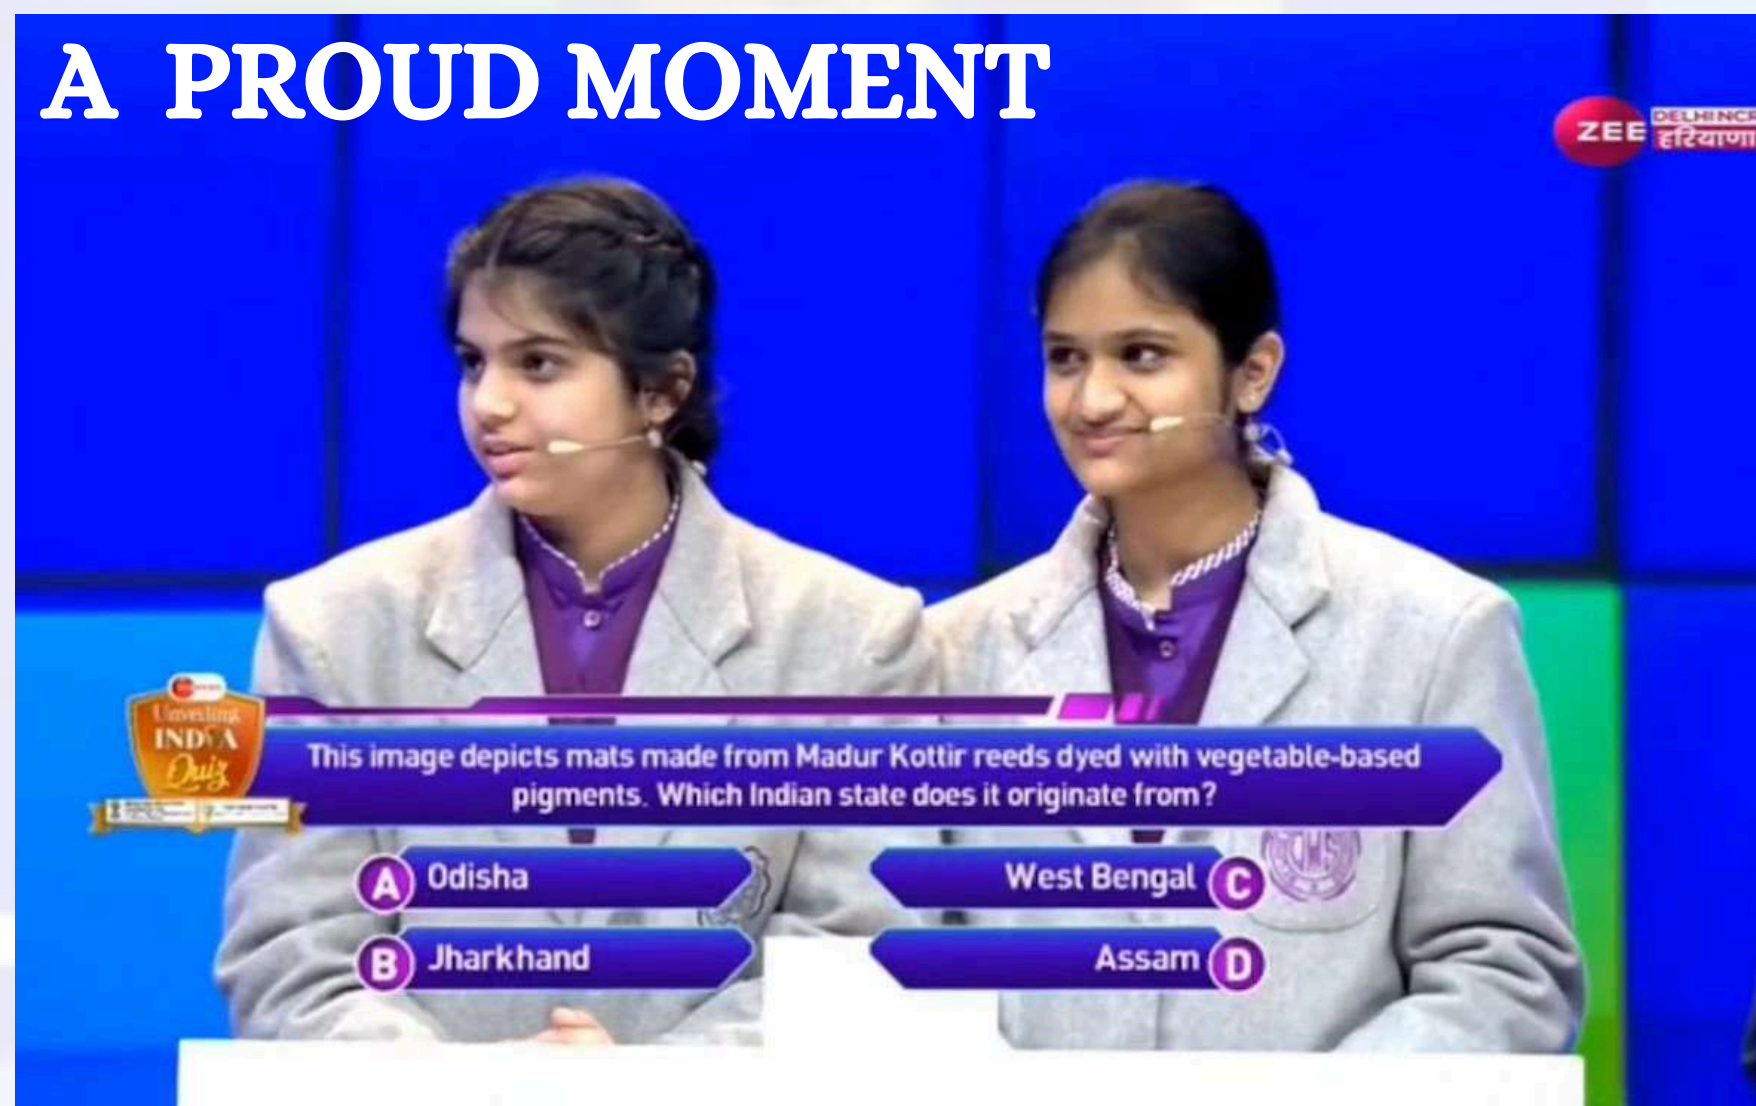 A PROUD MOMENT
ZEE
DELHI NCR
हरियाणा
Unveiling
INDIA
Quiz
This image depicts mats made from Madur Kottir reeds dyed with vegetable-based
pigments. Which Indian state does it originate from?
A Odisha
West Bengal C
B Jharkhand
Assam D